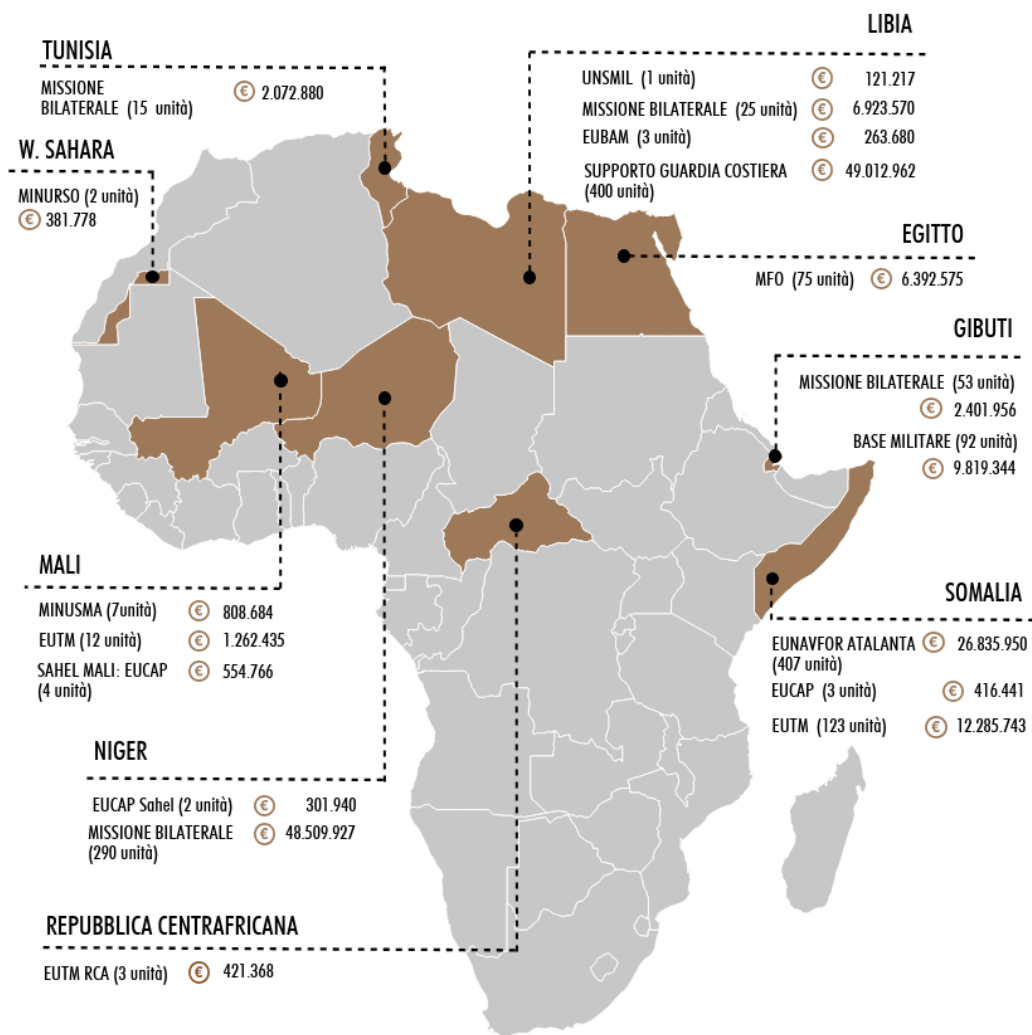 TUNISIA
MISSIONE
BILATERALE (15 unità) € 2.072.880
W. SAHARA
MINURSO (2 unità)
€ 381.778
LIBIA
UNSMIL (1 unità) € 121.217
MISSIONE BILATERALE (25 unità) € 6.923.570
EUBAM (3 unità) € 263.680
SUPPORTO GUARDIA COSTIERA € 49.012.962
(400 unità)
EGITTO
MFO (75 unità) € 6.392.575
GIBUTI
MISSIONE BILATERALE (53 unità)
€ 2.401.956
BASE MILITARE (92 unità)
€ 9.819.344
MALI
MINUSMA (7unità) € 808.684
EUTM (12 unità) € 1.262.435
SAHEL MALI: EUCAP € 554.766
(4 unità)
SOMALIA
EUNAVFOR ATALANTA € 26.835.950
(407 unità)
EUCAP (3 unità) € 416.441
EUTM (123 unità) € 12.285.743
NIGER
EUCAP Sahel (2 unità) € 301.940
MISSIONE BILATERALE € 48.509.927
(290 unità)
REPUBBLICA CENTRAFRICANA
EUTM RCA (3 unità) € 421.368